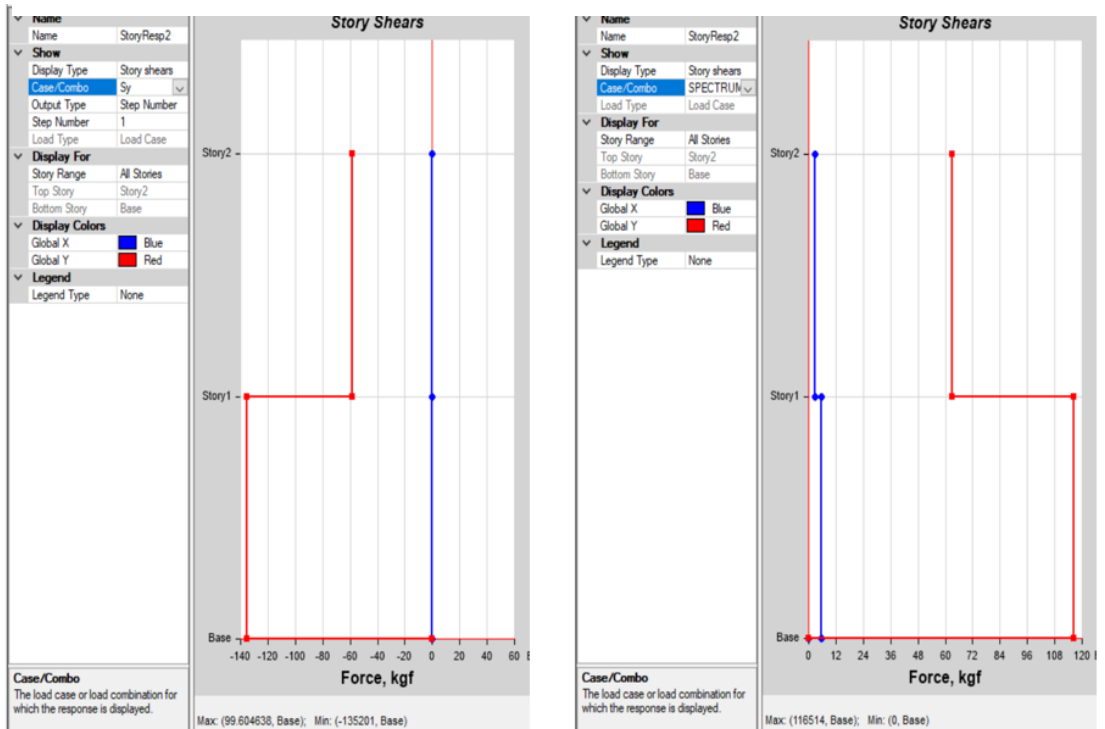 Name
Name StoryResp2
Show
Display Type Story shears
Case/Combo Sy
Output Type Step Number
Step Number 1
Load Type Load Case
Display For
Story Range All Stories
Top Story Story2
Bottom Story Base
Display Colors
Global X Blue
Global Y Red
Legend
Legend Type None
Case/Combo
The load case or load combination for
which the response is displayed.
Story Shears
Story2
Story1
Base
-140 -120 -100 -80 -60 -40 -20 0 20 40 60
Force, kgf
Max: (99.604638, Base); Min: (-135201, Base)
Name
Name StoryResp2
Show
Display Type Story shears
Case/Combo SPECTRUM
Load Type Load Case
Display For
Story Range All Stories
Top Story Story2
Bottom Story Base
Display Colors
Global X Blue
Global Y Red
Legend
Legend Type None
Case/Combo
The load case or load combination for
which the response is displayed.
Story Shears
Story2
Story1
Base
0 12 24 36 48 60 72 84 96 108 120
Force, kgf
Max: (116514, Base); Min: (0, Base)